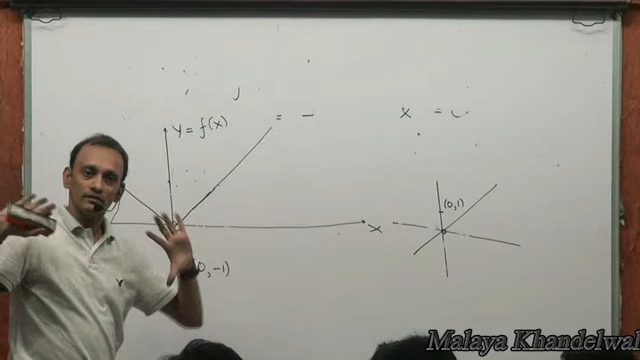 y = f(x)
= -
x =
(0,1)
x
0, -1)
Malaya Khandelwal